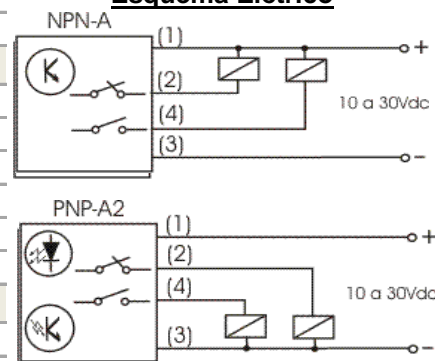 Esquema Elétrico
NPN-A
(1)
+
(2)
(4)
10 a 30Vdc
(3)
-
PNP-A2
(1)
+
(2)
(4)
10 a 30Vdc
(3)
-